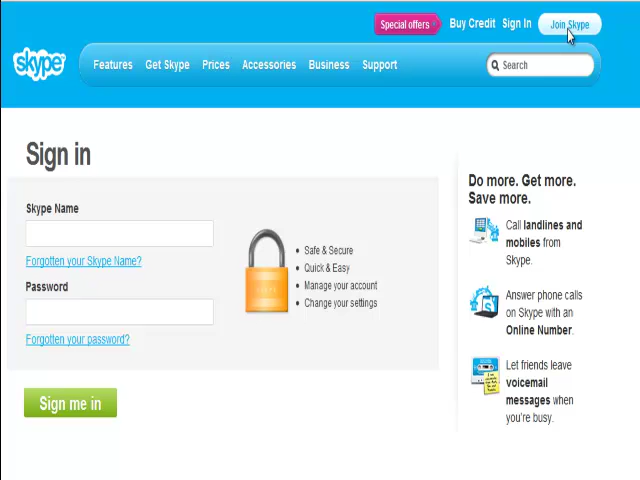 Special offers Buy Credit Sign In Join Skype
skype Features Get Skype Prices Accessories Business Support Search
Sign in
Skype Name
Forgotten your Skype Name?
Password
Forgotten your password?
Sign me in
Safe & Secure
Quick & Easy
Manage your account
Change your settings
Do more. Get more.
Save more.
Call landlines and
mobiles from
Skype.
Answer phone calls
on Skype with an
Online Number.
Let friends leave
voicemail
messages when
you're busy.